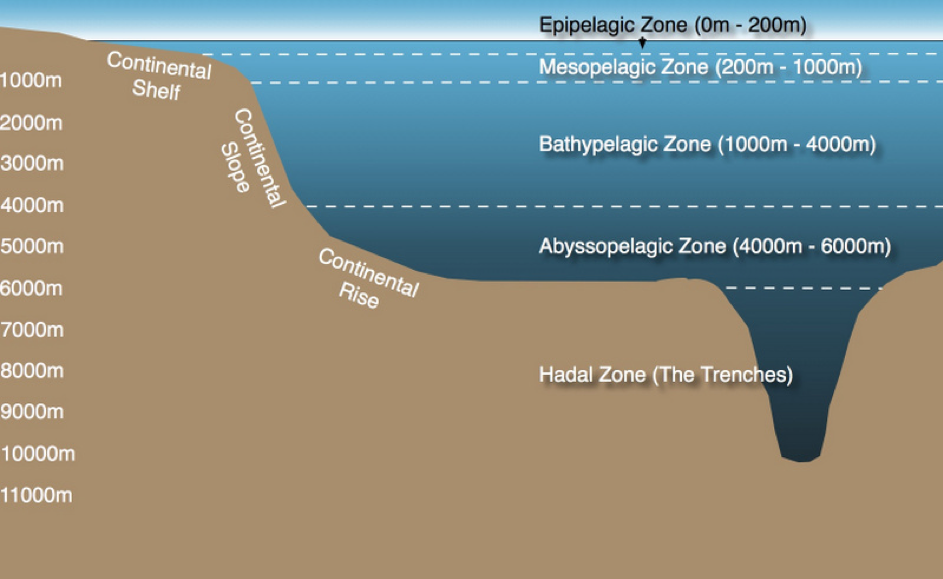 Epipelagic Zone (0m - 200m)
Mesopelagic Zone (200m - 1000m)
Bathypelagic Zone (1000m - 4000m)
Abyssopelagic Zone (4000m - 6000m)
Hadal Zone (The Trenches)
Continental
Shelf
Continental
Slope
Continental
Rise
1000m
2000m
3000m
4000m
5000m
6000m
7000m
8000m
9000m
10000m
11000m